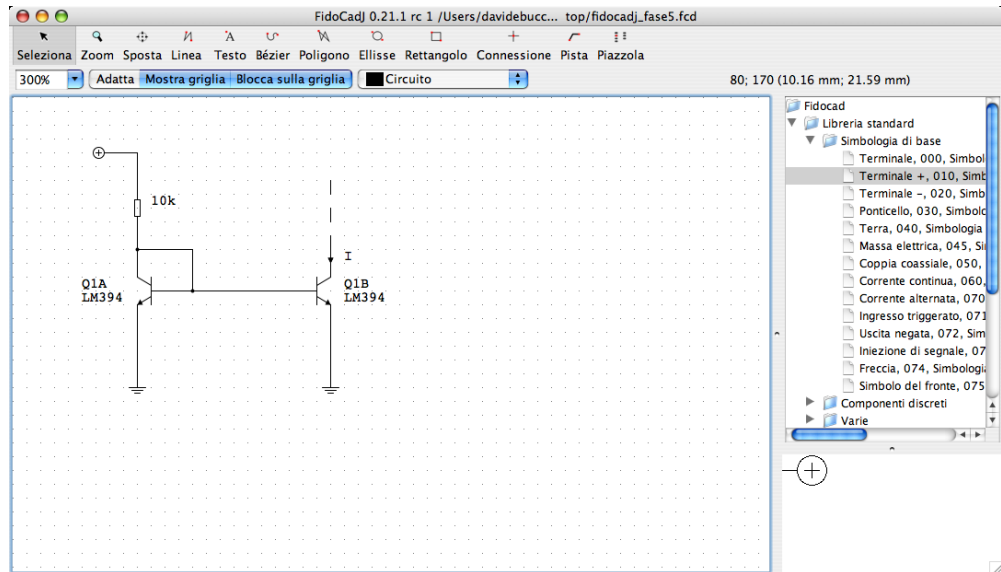 FidoCadJ 0.21.1 rc 1 /Users/davidebucc... top/fidocadj_fase5.fcd
Seleziona Zoom Sposta Linea Testo Bézier Poligono Ellisse Rettangolo Connessione Pista Piazzola
300% Adatta Mostra griglia Blocca sulla griglia Circuito 80; 170 (10.16 mm; 21.59 mm)
Fidocad
Libreria standard
Simbologia di base
Terminale, 000, Simbol
Terminale +, 010, Simb
Terminale –, 020, Simb
Ponticello, 030, Simbolo
Terra, 040, Simbologia
Massa elettrica, 045, Si
Coppia coassiale, 050,
Corrente continua, 060,
Corrente alternata, 070
Ingresso triggerato, 071
Uscita negata, 072, Sim
Iniezione di segnale, 07
Freccia, 074, Simbologi
Simbolo del fronte, 075
Componenti discreti
Varie
10k
I
Q1A
LM394
Q1B
LM394